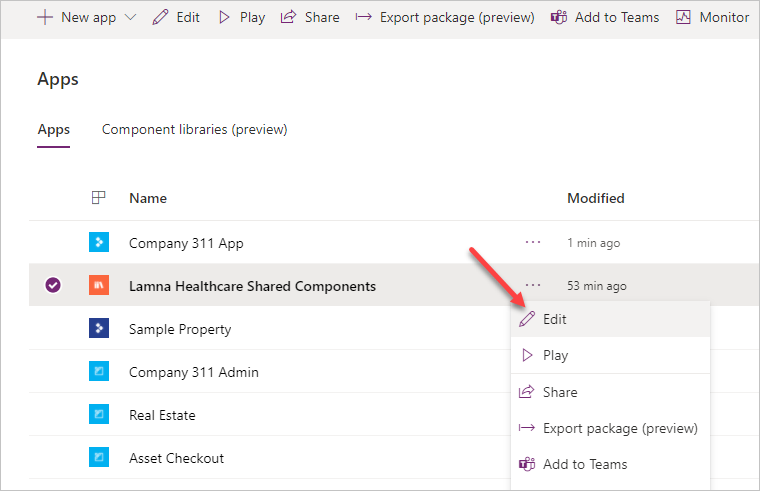 New app Edit Play Share Export package (preview) Add to Teams Monitor
Apps
Apps Component libraries (preview)
Name Modified
Company 311 App ... 1 min ago
Lamna Healthcare Shared Components ... 53 min ago
Edit
Sample Property
Play
Company 311 Admin
Share
Real Estate
Export package (preview)
Asset Checkout
Add to Teams